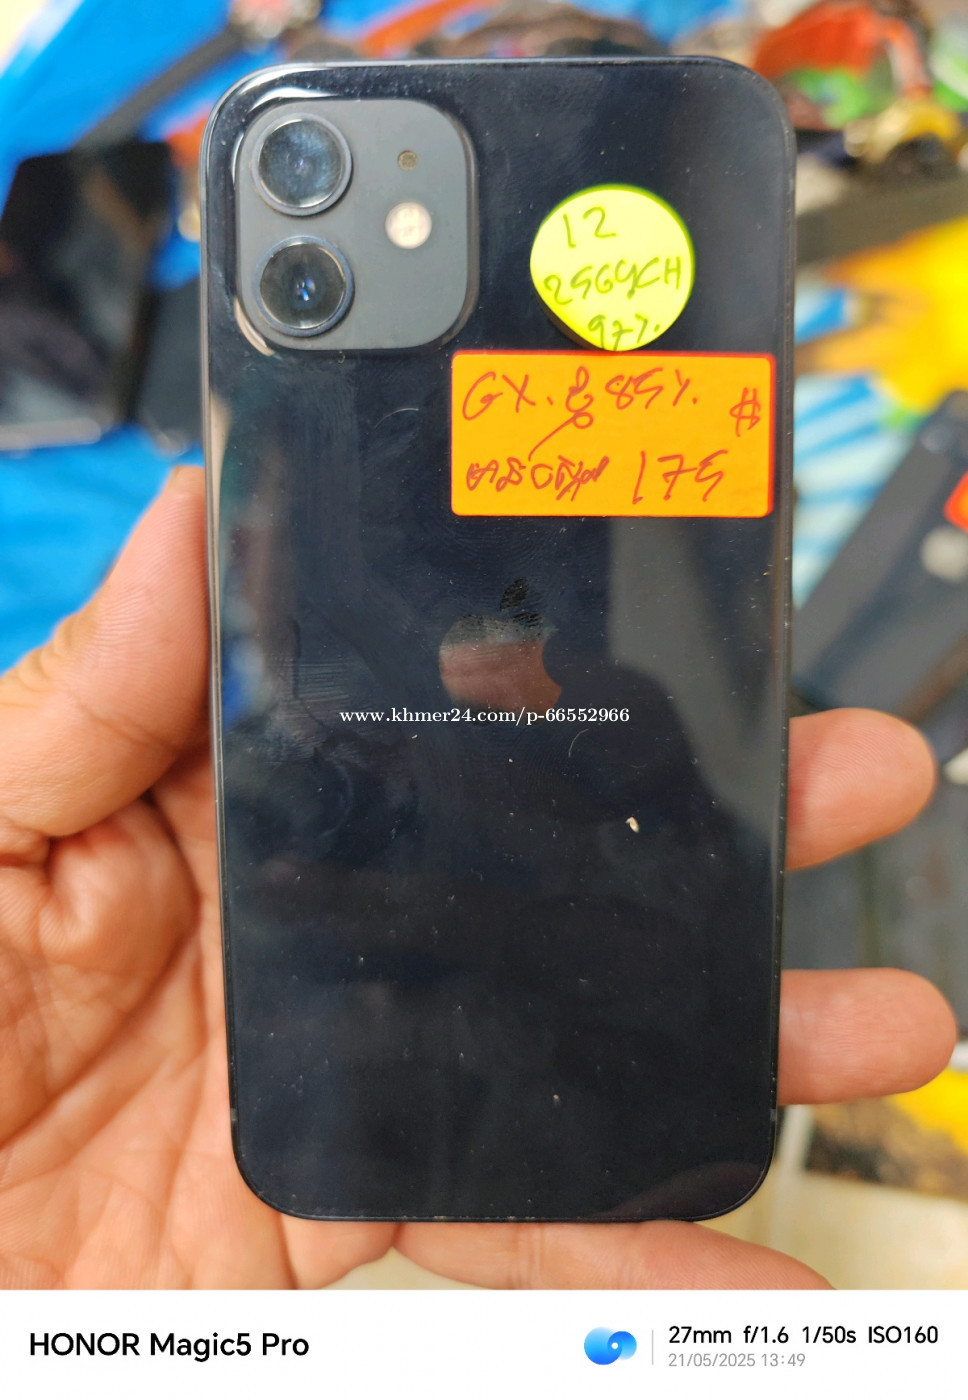 12
256GCH
97%.
GX. 85%. #
175
www.khmer24.com/p-66552966
HONOR Magic5 Pro
27mm f/1.6 1/50s ISO160
21/05/2025 13:49